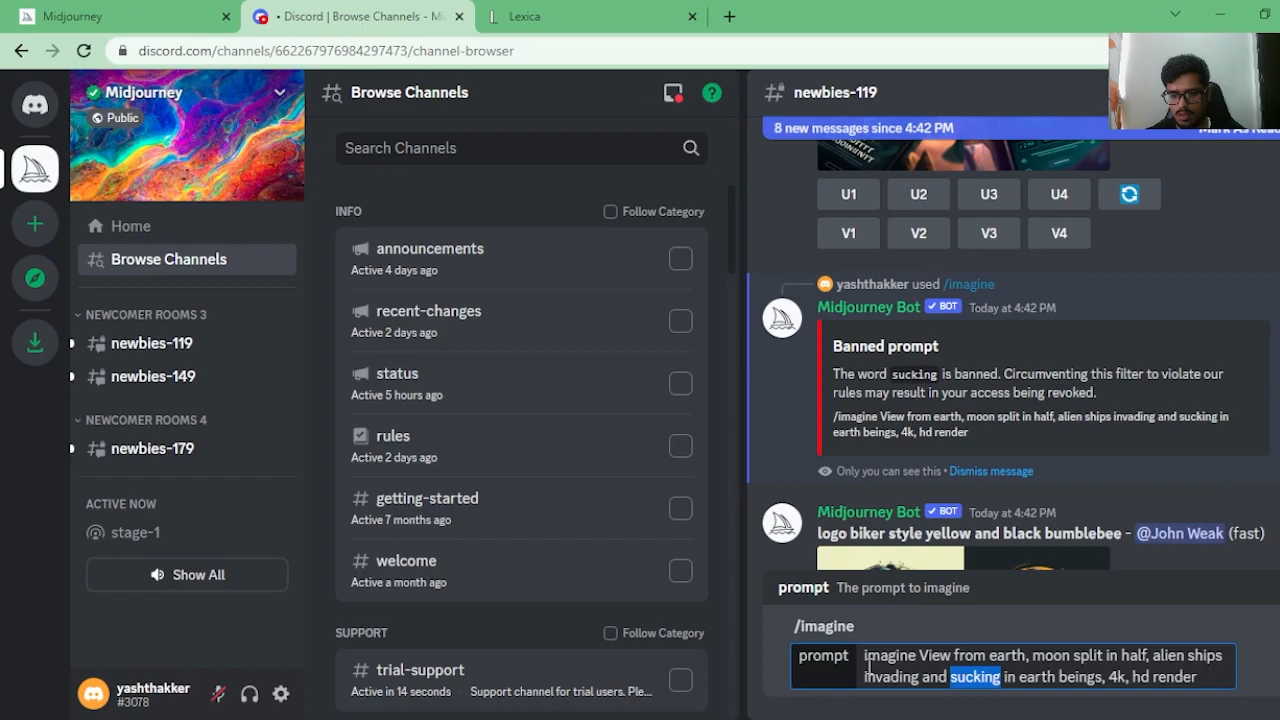 Midjourney
• Discord | Browse Channels - Mi
Lexica
discord.com/channels/662267976984297473/channel-browser
Midjourney
Public
Browse Channels
newbies-119
8 new messages since 4:42 PM
Search Channels
Home
Browse Channels
NEWCOMER ROOMS 3
newbies-119
newbies-149
NEWCOMER ROOMS 4
newbies-179
ACTIVE NOW
stage-1
Show All
yashthakker
#3078
INFO
Follow Category
announcements
Active 4 days ago
recent-changes
Active 2 days ago
status
Active 5 hours ago
rules
Active 2 days ago
getting-started
Active 7 months ago
welcome
Active a month ago
SUPPORT
Follow Category
trial-support
Active in 14 seconds • Support channel for trial users. Ple...
U1 U2 U3 U4
V1 V2 V3 V4
yashthakker used /imagine
Midjourney Bot ✓ BOT Today at 4:42 PM
Banned prompt
The word sucking is banned. Circumventing this filter to violate our
rules may result in your access being revoked.
/imagine View from earth, moon split in half, alien ships invading and sucking in
earth beings, 4k, hd render
Only you can see this • Dismiss message
Midjourney Bot ✓ BOT Today at 4:42 PM
logo biker style yellow and black bumblebee - @John Weak (fast)
prompt The prompt to imagine
/imagine
prompt imagine View from earth, moon split in half, alien ships
invading and sucking in earth beings, 4k, hd render